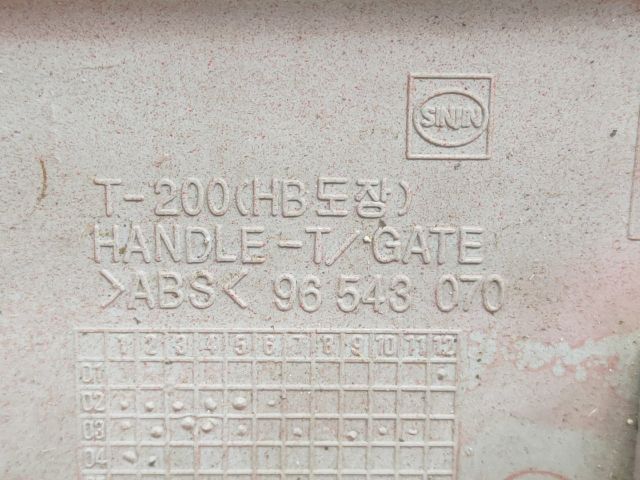 SINJIN
T-200(HB도장)
HANDLE-T/GATE
>ABS< 96 543 070
1 2 3 4 5 6 7 8 9 10 11 12
01
02
03
04